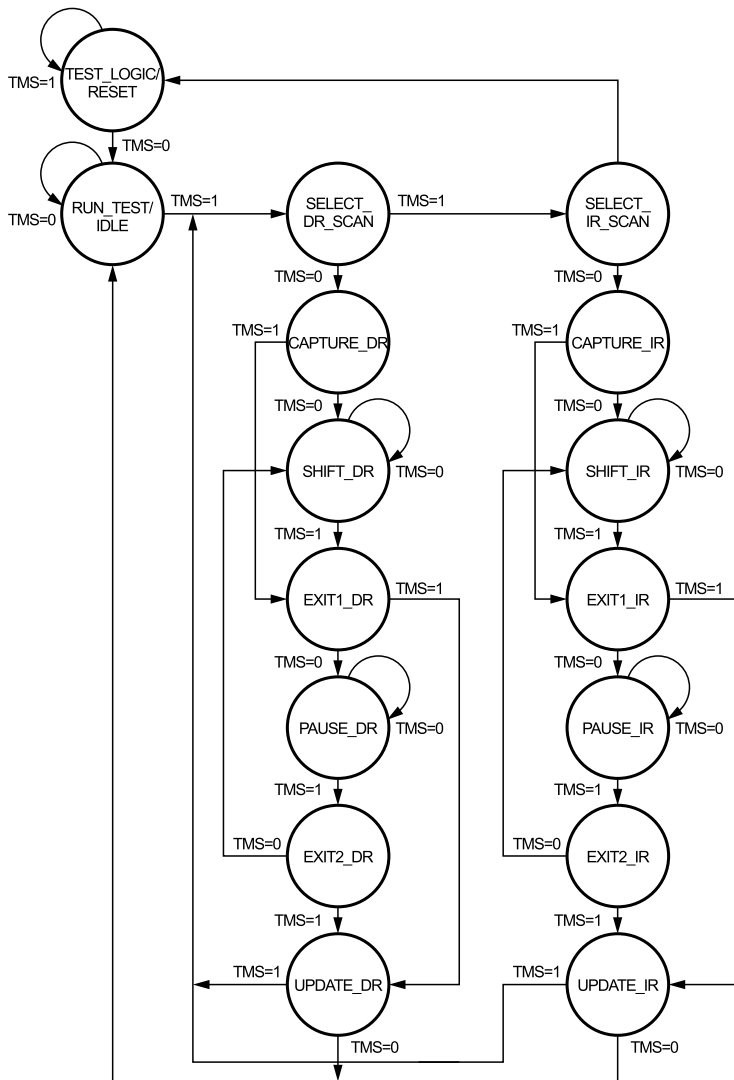 TEST_LOGIC/
RESET
TMS=1
TMS=0
RUN_TEST/
IDLE
TMS=0
TMS=1
SELECT_
DR_SCAN
TMS=1
SELECT_
IR_SCAN
TMS=0
TMS=0
TMS=1
CAPTURE_DR
TMS=1
CAPTURE_IR
TMS=0
TMS=0
SHIFT_DR
TMS=0
SHIFT_IR
TMS=0
TMS=1
TMS=1
EXIT1_DR
TMS=1
EXIT1_IR
TMS=1
TMS=0
TMS=0
PAUSE_DR
TMS=0
PAUSE_IR
TMS=0
TMS=1
TMS=1
TMS=0
EXIT2_DR
TMS=0
EXIT2_IR
TMS=1
TMS=1
TMS=1
UPDATE_DR
TMS=1
UPDATE_IR
TMS=0
TMS=0